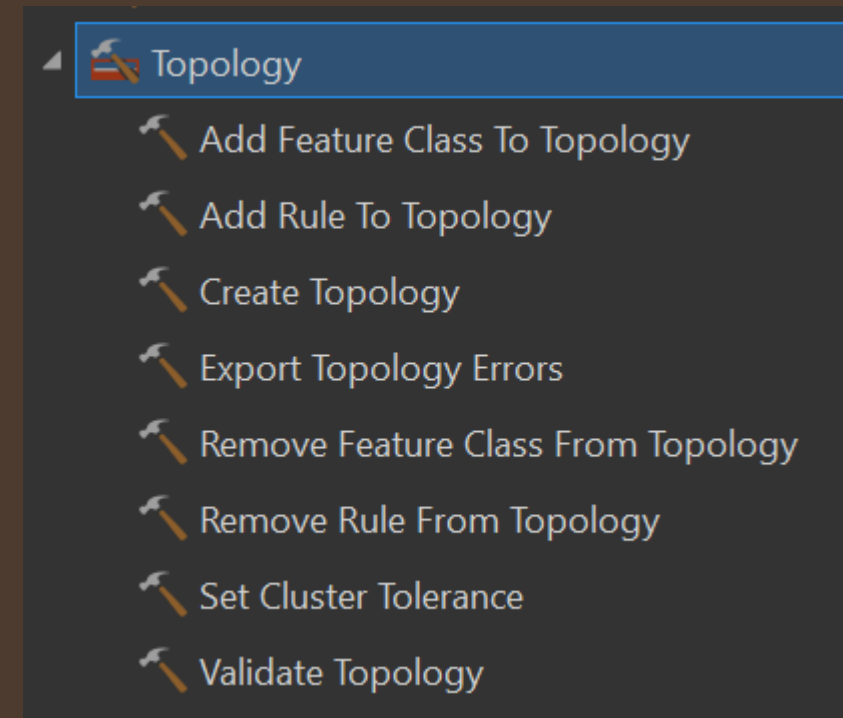 Topology
Add Feature Class To Topology
Add Rule To Topology
Create Topology
Export Topology Errors
Remove Feature Class From Topology
Remove Rule From Topology
Set Cluster Tolerance
Validate Topology